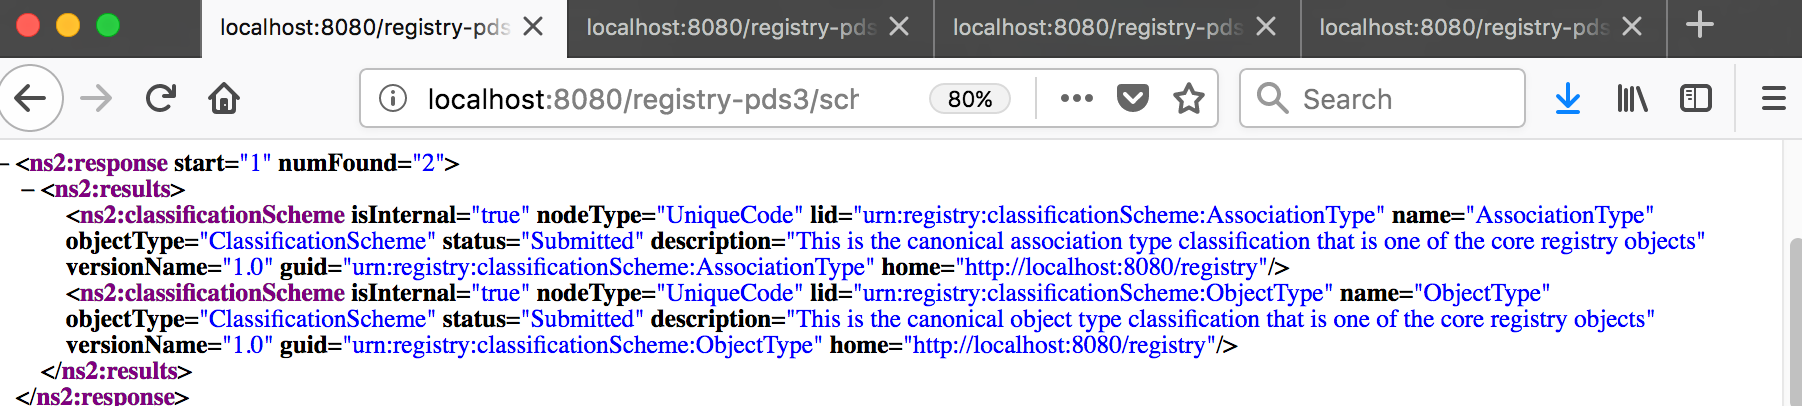 localhost:8080/registry-pds localhost:8080/registry-pds localhost:8080/registry-pds localhost:8080/registry-pds
localhost:8080/registry-pds3/sch 80% Search
– <ns2:response start="1" numFound="2">
– <ns2:results>
<ns2:classificationScheme isInternal="true" nodeType="UniqueCode" lid="urn:registry:classificationScheme:AssociationType" name="AssociationType"
objectType="ClassificationScheme" status="Submitted" description="This is the canonical association type classification that is one of the core registry objects"
versionName="1.0" guid="urn:registry:classificationScheme:AssociationType" home="http://localhost:8080/registry"/>
<ns2:classificationScheme isInternal="true" nodeType="UniqueCode" lid="urn:registry:classificationScheme:ObjectType" name="ObjectType"
objectType="ClassificationScheme" status="Submitted" description="This is the canonical object type classification that is one of the core registry objects"
versionName="1.0" guid="urn:registry:classificationScheme:ObjectType" home="http://localhost:8080/registry"/>
</ns2:results>
</ns2:response>